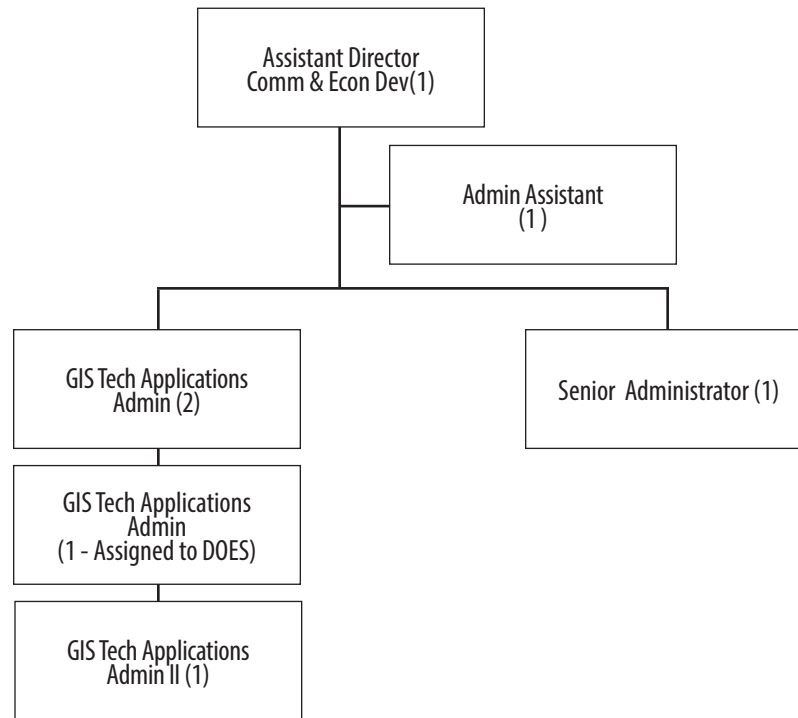 Assistant Director
Comm & Econ Dev(1)
Admin Assistant
(1 )
GIS Tech Applications
Admin (2)
Senior  Administrator (1)
GIS Tech Applications
Admin
(1 - Assigned to DOES)
GIS Tech Applications
Admin II (1)